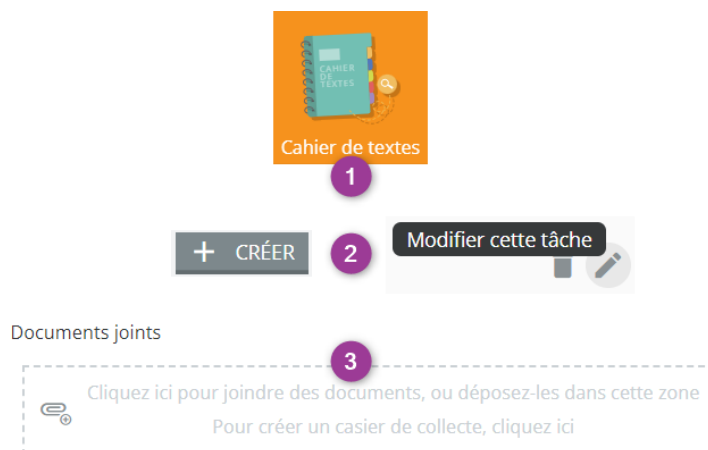 CAHIER
DE
TEXTES
Cahier de textes
1
+ CRÉER
2
Modifier cette tâche
Documents joints
3
Cliquez ici pour joindre des documents, ou déposez-les dans cette zone
Pour créer un casier de collecte, cliquez ici